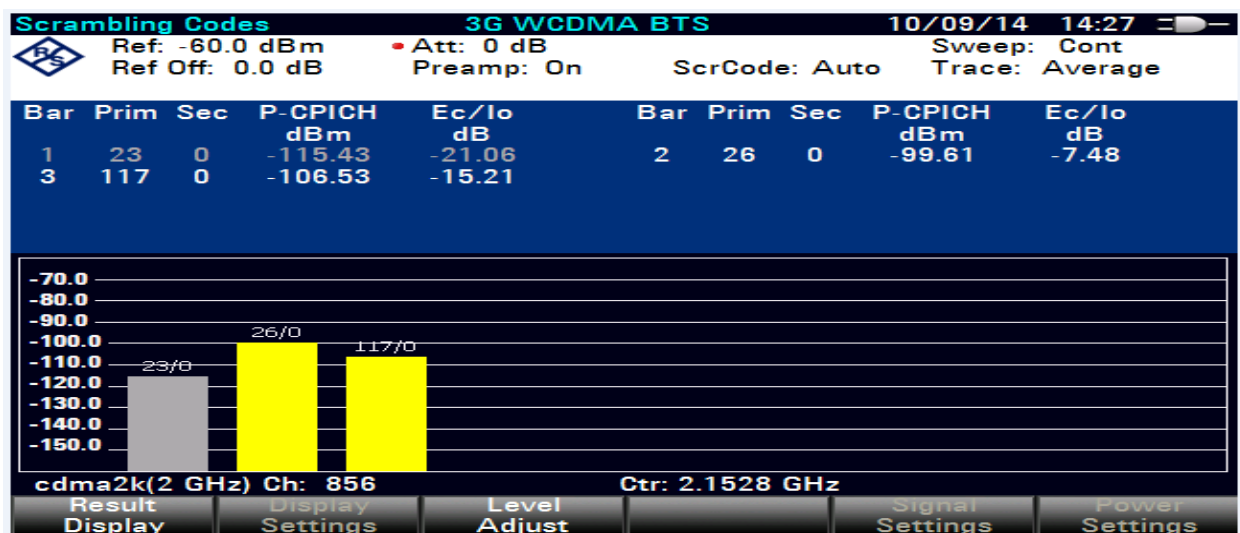 Scrambling Codes 3G WCDMA BTS 10/09/14 14:27
R&S Ref: -60.0 dBm Att: 0 dB Sweep: Cont
Ref Off: 0.0 dB Preamp: On ScrCode: Auto Trace: Average
Bar Prim Sec P-CPICH Ec/Io Bar Prim Sec P-CPICH Ec/Io
dBm dB dBm dB
1 23 0 -115.43 -21.06 2 26 0 -99.61 -7.48
3 117 0 -106.53 -15.21
-70.0
-80.0
-90.0
26/0
-100.0
117/0
-110.0
23/0
-120.0
-130.0
-140.0
-150.0
cdma2k(2 GHz) Ch: 856 Ctr: 2.1528 GHz
Result Display Level Signal Power
Display Settings Adjust Settings Settings